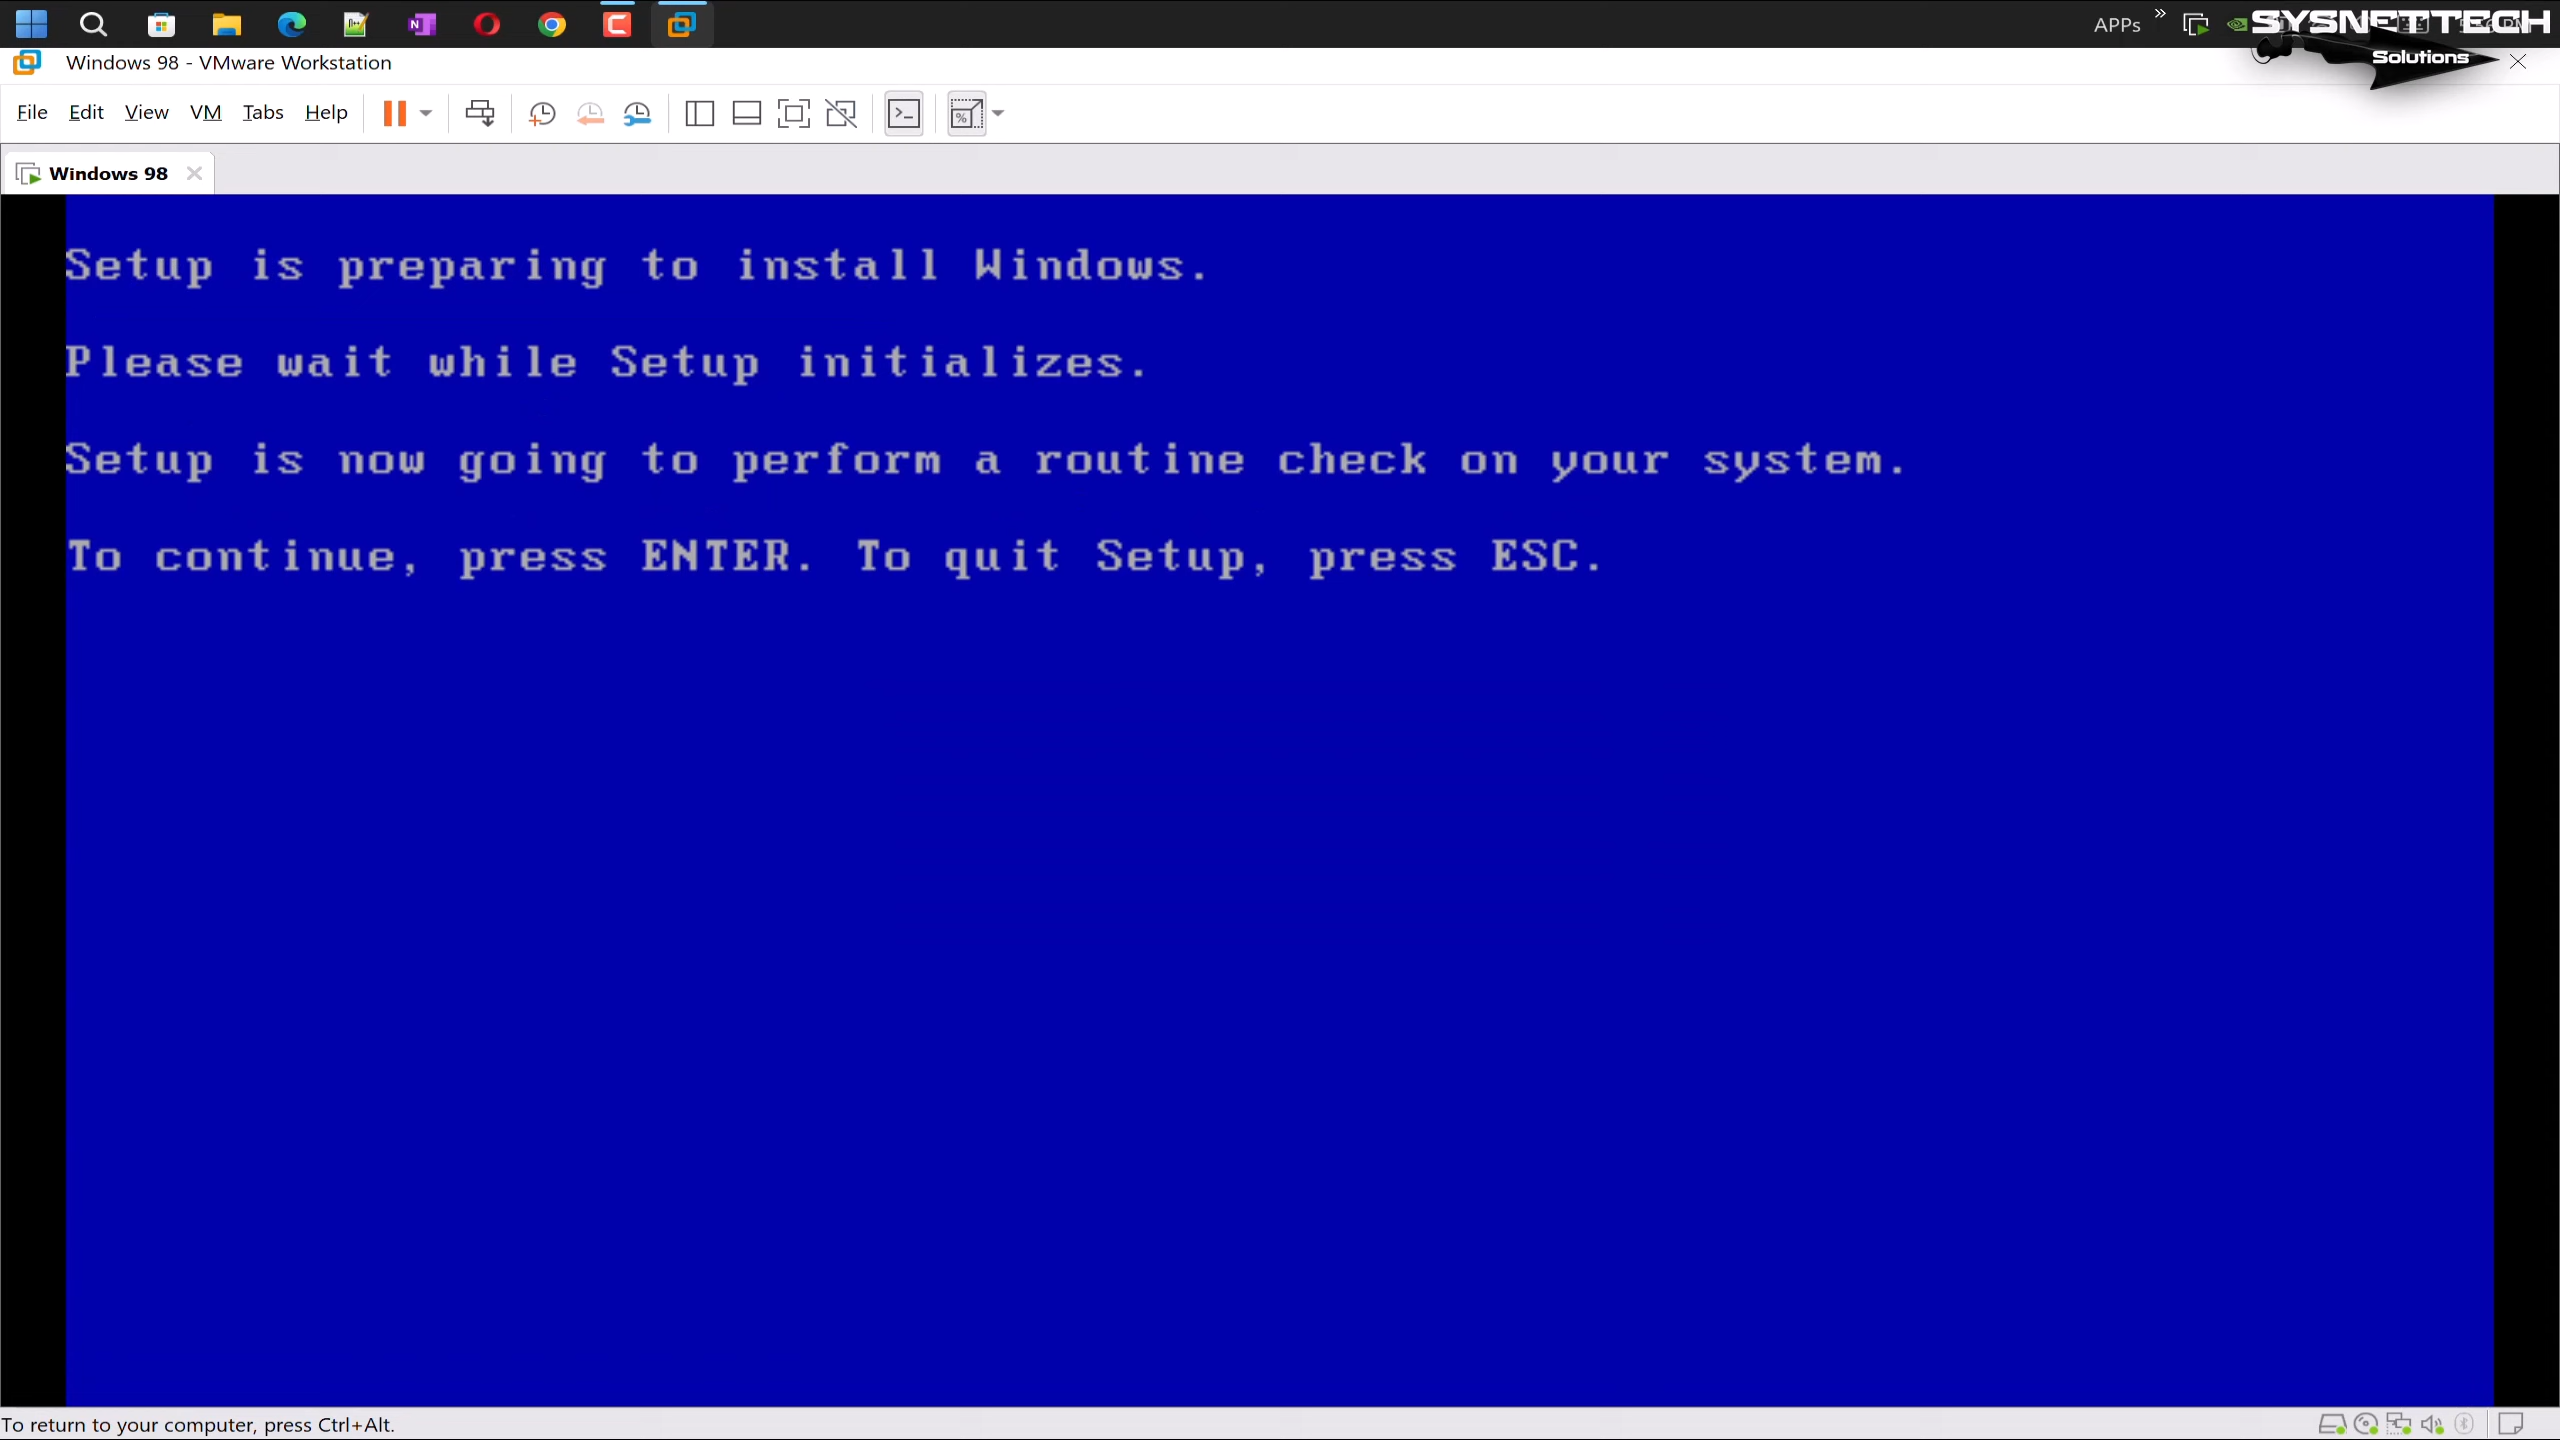 APPs
SYSNETTECH
Solutions
Windows 98 - VMware Workstation
File Edit View VM Tabs Help
Windows 98
Setup is preparing to install Windows.
Please wait while Setup initializes.
Setup is now going to perform a routine check on your system.
To continue, press ENTER. To quit Setup, press ESC.
To return to your computer, press Ctrl+Alt.